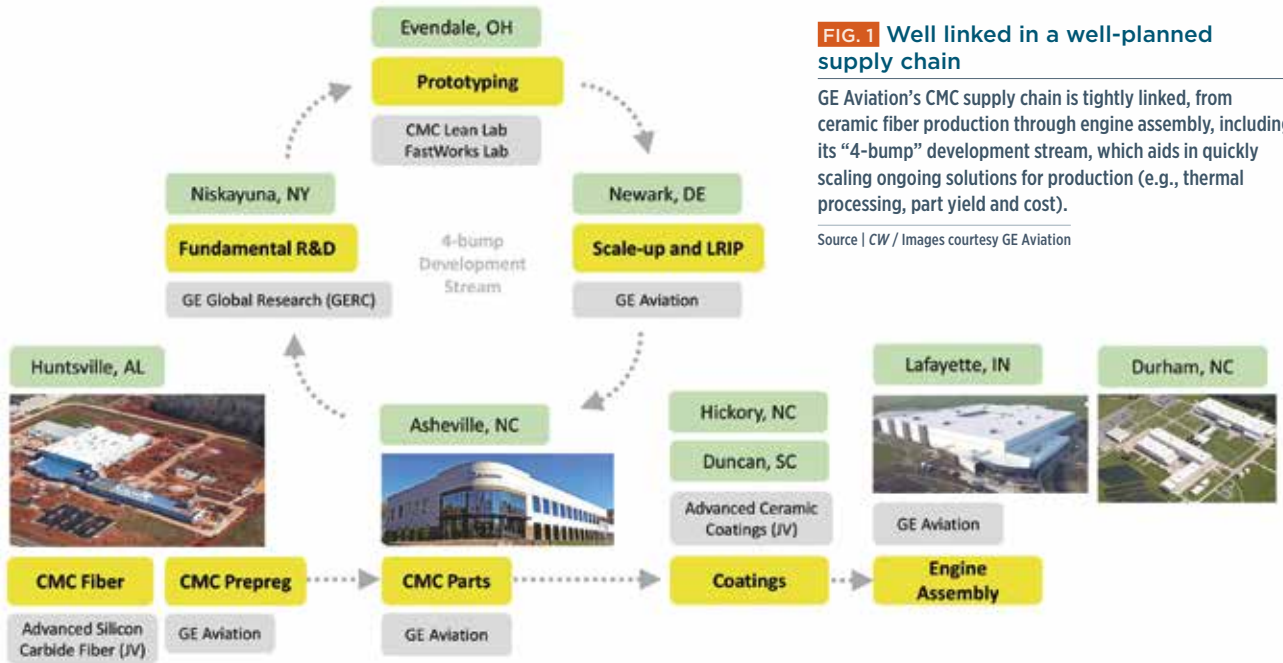 Evendale, OH
Prototyping
CMC Lean Lab
FastWorks Lab
Niskayuna, NY
Fundamental R&D
GE Global Research (GERC)
4-bump
Development
Stream
Newark, DE
Scale-up and LRIP
GE Aviation
FIG. 1 Well linked in a well-planned
supply chain
GE Aviation's CMC supply chain is tightly linked, from
ceramic fiber production through engine assembly, including
its "4-bump" development stream, which aids in quickly
scaling ongoing solutions for production (e.g., thermal
processing, part yield and cost).
Source | CW / Images courtesy GE Aviation
Huntsville, AL
CMC Fiber
Advanced Silicon
Carbide Fiber (JV)
CMC Prepreg
GE Aviation
Asheville, NC
CMC Parts
GE Aviation
Hickory, NC
Duncan, SC
Advanced Ceramic
Coatings (JV)
Coatings
Lafayette, IN
GE Aviation
Engine
Assembly
Durham, NC